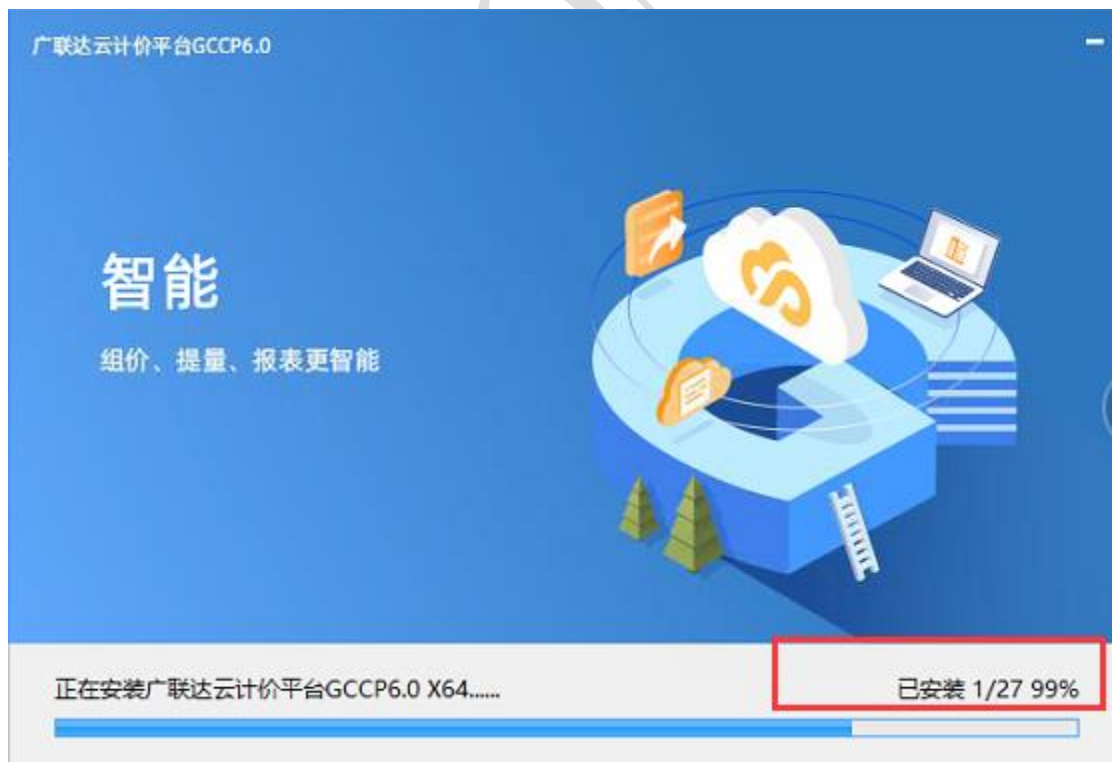 广联达云计价平台GCCP6.0
智能
组价、提量、报表更智能
正在安装广联达云计价平台GCCP6.0 X64......
已安装 1/27 99%